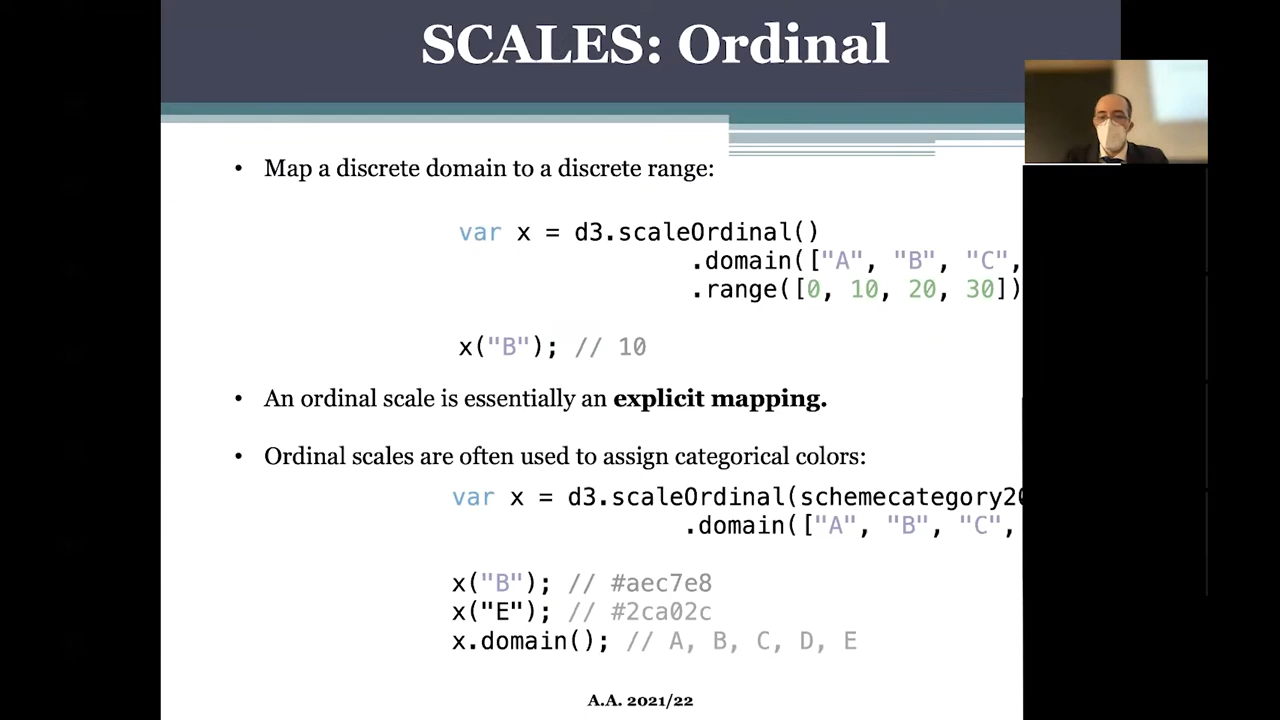 SCALES: Ordinal
• Map a discrete domain to a discrete range:
var x = d3.scaleOrdinal()
.domain(["A", "B", "C",
.range([0, 10, 20, 30])
x("B"); // 10
• An ordinal scale is essentially an explicit mapping.
• Ordinal scales are often used to assign categorical colors:
var x = d3.scaleOrdinal(schemecategory20
.domain(["A", "B", "C",
x("B"); // #aec7e8
x("E"); // #2ca02c
x.domain(); // A, B, C, D, E
A.A. 2021/22